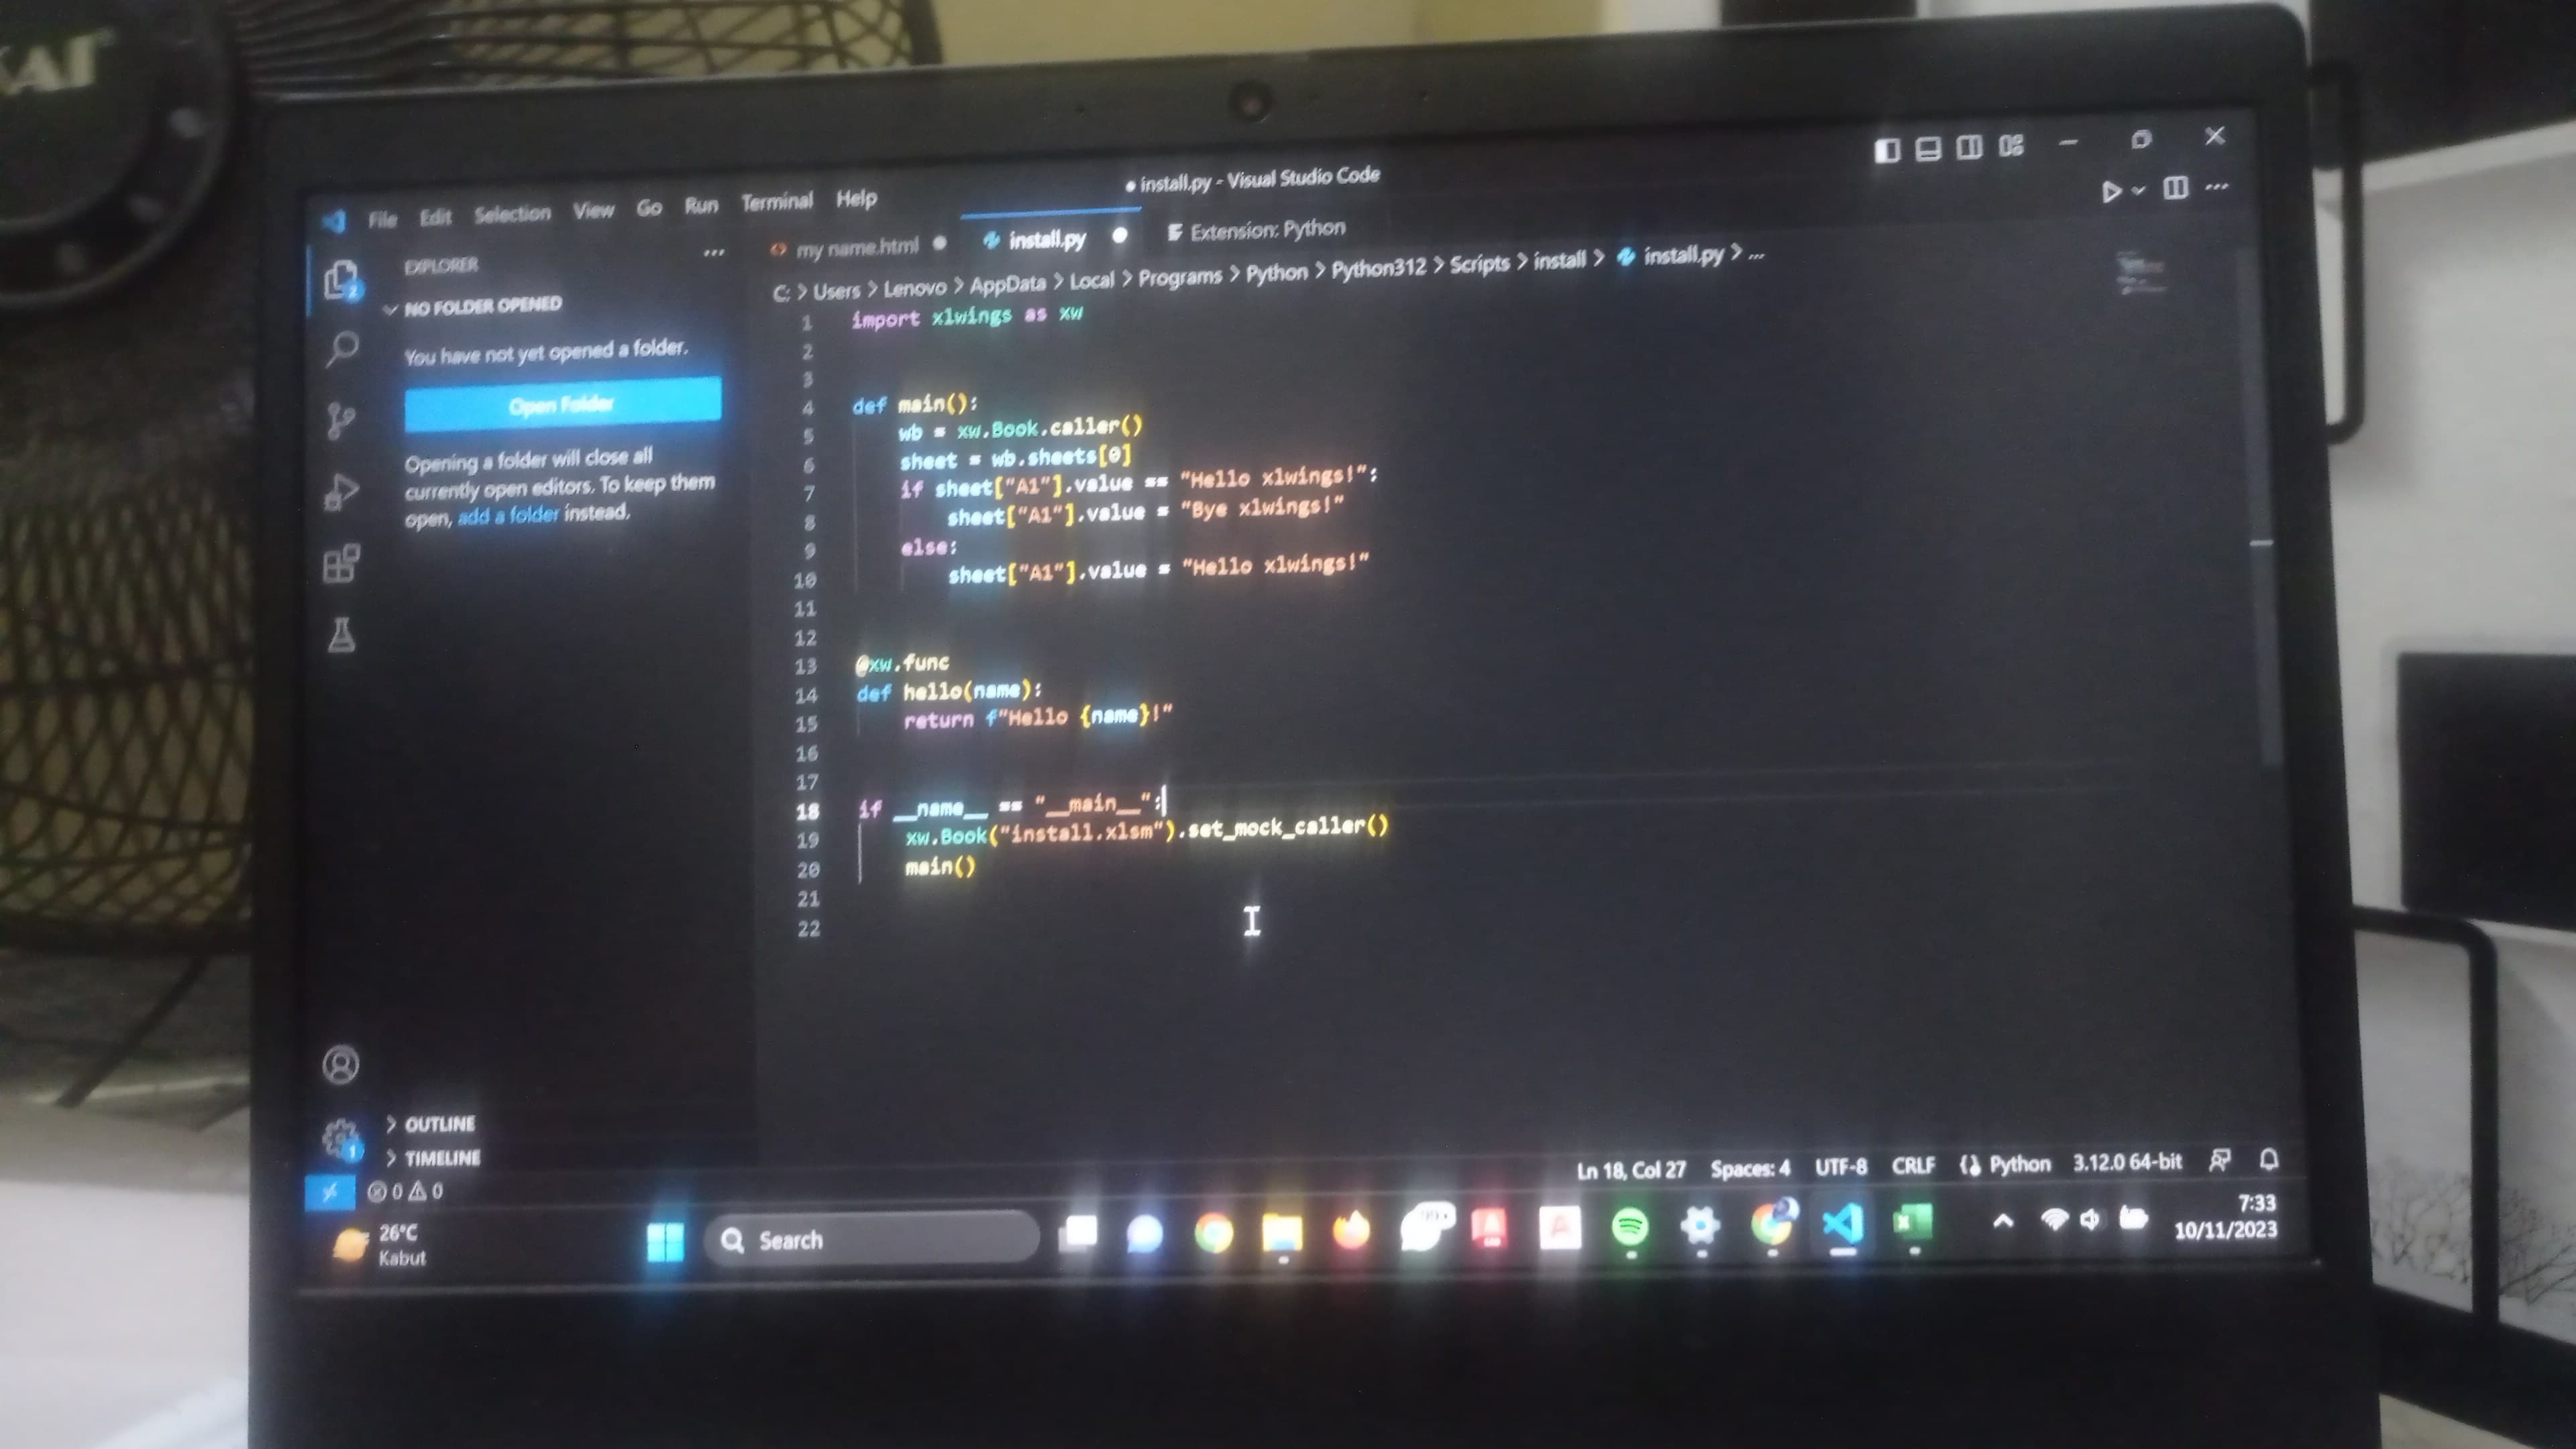 File Edit Selection View Go Run Terminal Help
● install.py - Visual Studio Code
EXPLORER
NO FOLDER OPENED
You have not yet opened a folder.
Open Folder
Opening a folder will close all
currently open editors. To keep them
open, add a folder instead.
OUTLINE
TIMELINE
my name.html
install.py
Extension: Python
C: > Users > Lenovo > AppData > Local > Programs > Python > Python312 > Scripts > install > install.py > ...
1 import xlwings as xw
2
3
4 def main():
5     wb = xw.Book.caller()
6     sheet = wb.sheets[0]
7     if sheet["A1"].value == "Hello xlwings!":
8         sheet["A1"].value = "Bye xlwings!"
9     else:
10         sheet["A1"].value = "Hello xlwings!"
11
12
13 @xw.func
14 def hello(name):
15     return f"Hello {name}!"
16
17
18 if __name__ == "__main__":
19     xw.Book("install.xlsm").set_mock_caller()
20     main()
21
22
0 0
Ln 18, Col 27 Spaces: 4 UTF-8 CRLF Python 3.12.0 64-bit
26°C
Kabut
Search
7:33
10/11/2023